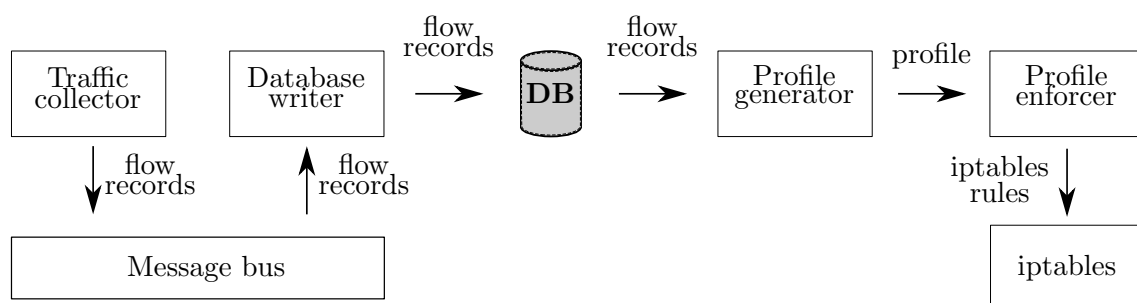 Traffic
collector
flow
records
Message bus
flow
records
Database
writer
flow
records
DB
flow
records
Profile
generator
profile
Profile
enforcer
iptables
rules
iptables